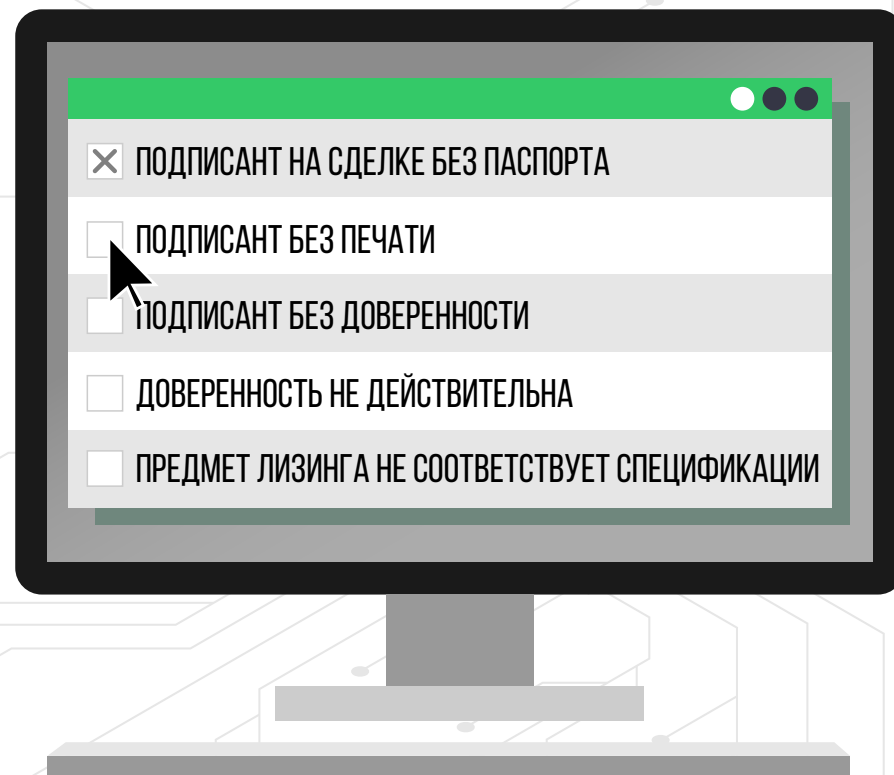 ПОДПИСАНТ НА СДЕЛКЕ БЕЗ ПАСПОРТА
ПОДПИСАНТ БЕЗ ПЕЧАТИ
ПОДПИСАНТ БЕЗ ДОВЕРЕННОСТИ
ДОВЕРЕННОСТЬ НЕ ДЕЙСТВИТЕЛЬНА
ПРЕДМЕТ ЛИЗИНГА НЕ СООТВЕТСТВУЕТ СПЕЦИФИКАЦИИ